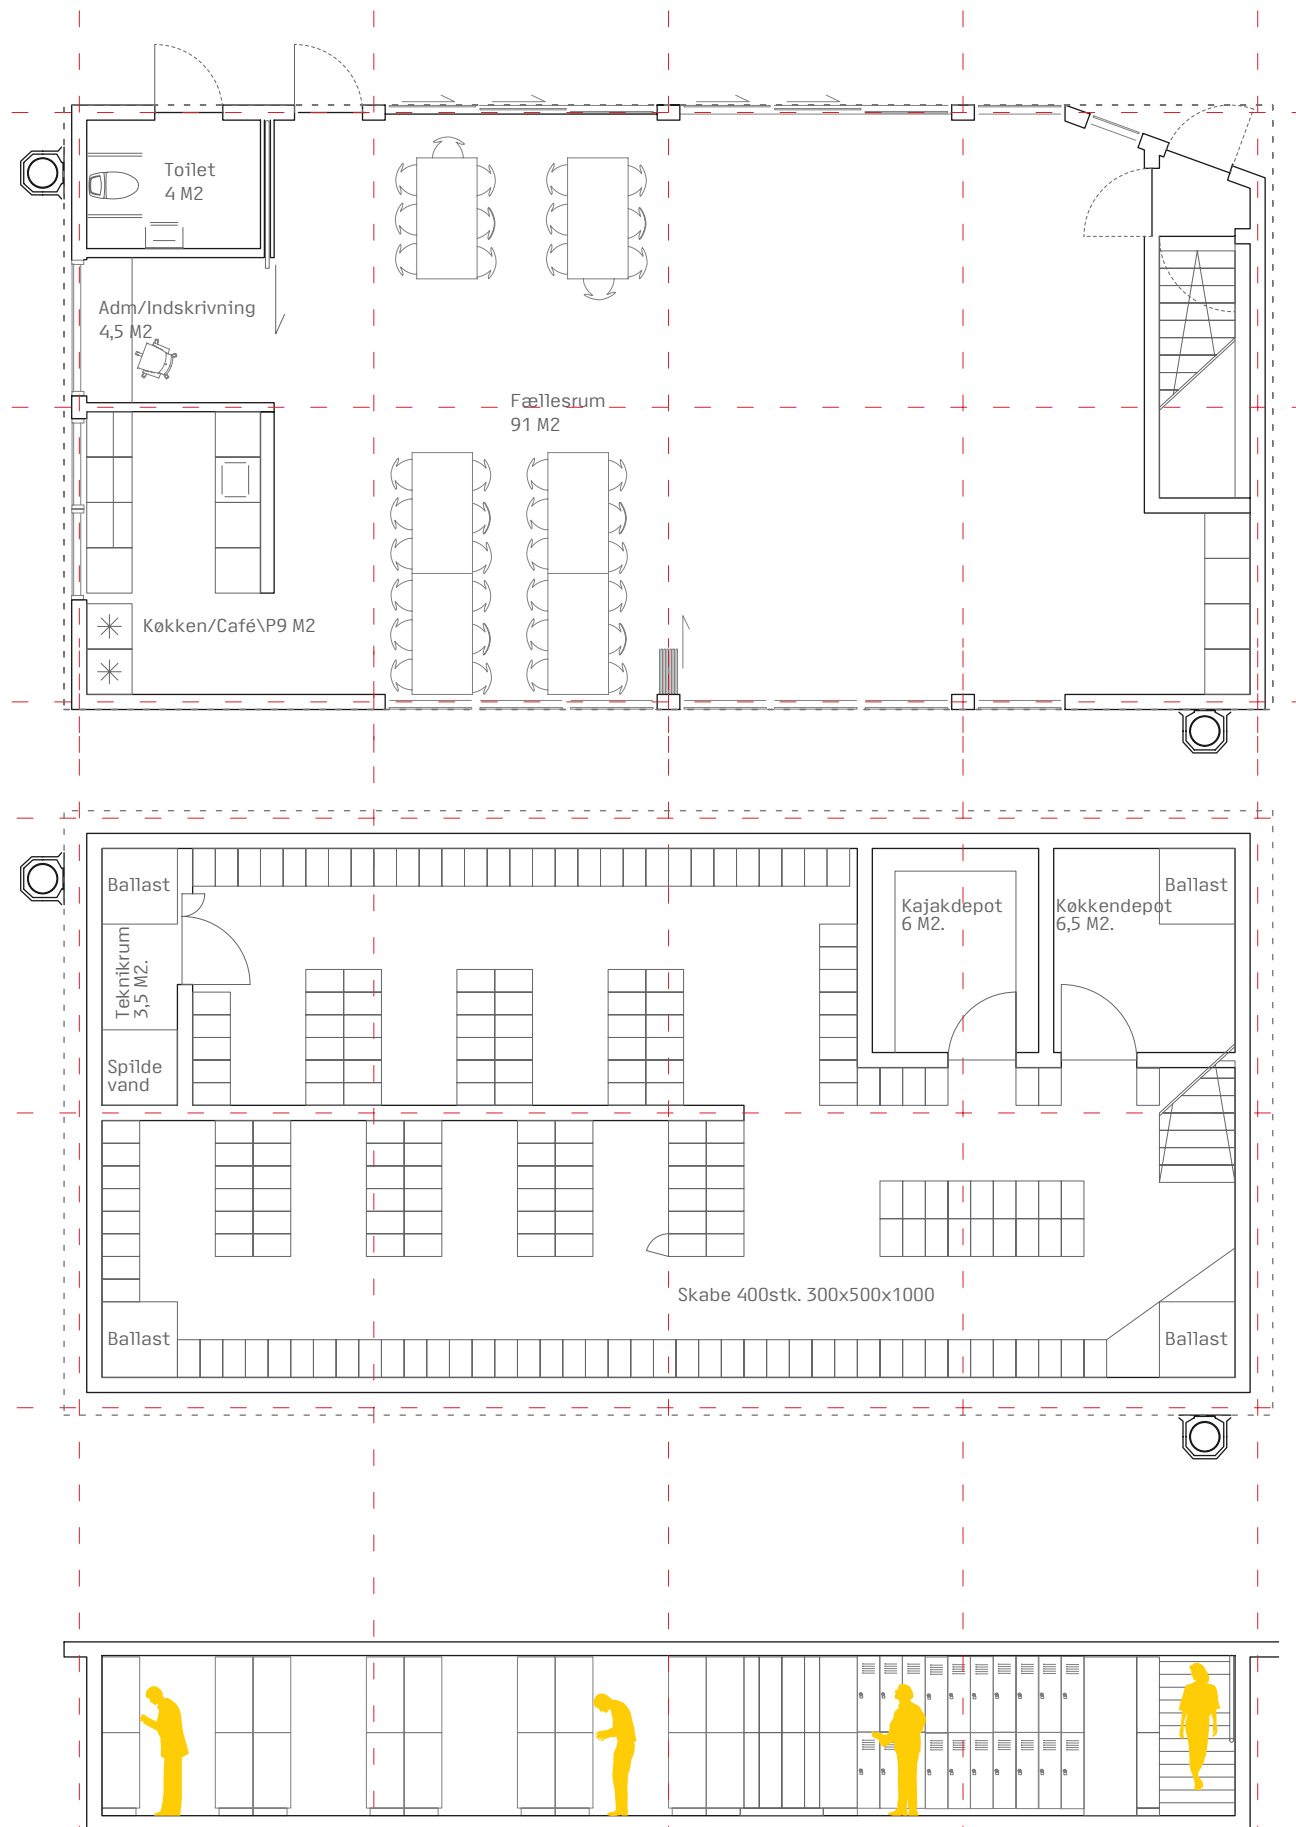 Toilet
4 M2
Adm/Indskrivning
4,5 M2
Fællesrum
91 M2
Køkken/Café\P9 M2
Ballast
Teknikrum
3,5 M2.
Spilde
vand
Kajakdepot
6 M2.
Køkkendepot
6,5 M2.
Ballast
Skabe 400stk. 300x500x1000
Ballast
Ballast